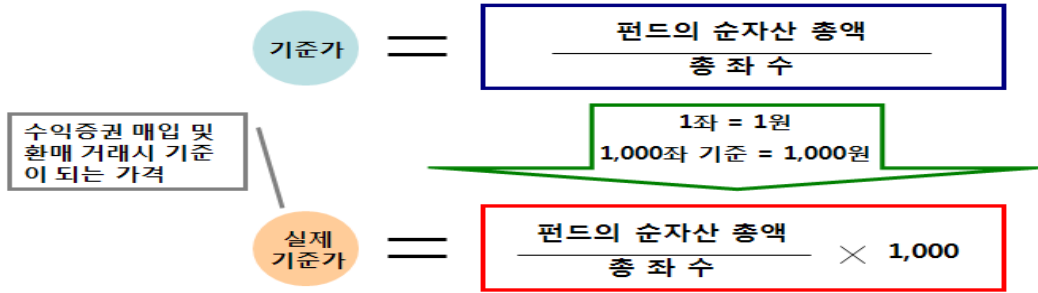 기준가
=
펀드의 순자산 총액
총 좌 수
수익증권 매입 및
환매 거래시 기준
이 되는 가격
1좌 = 1원
1,000좌 기준 = 1,000원
실제
기준가
=
펀드의 순자산 총액
총 좌 수
× 1,000